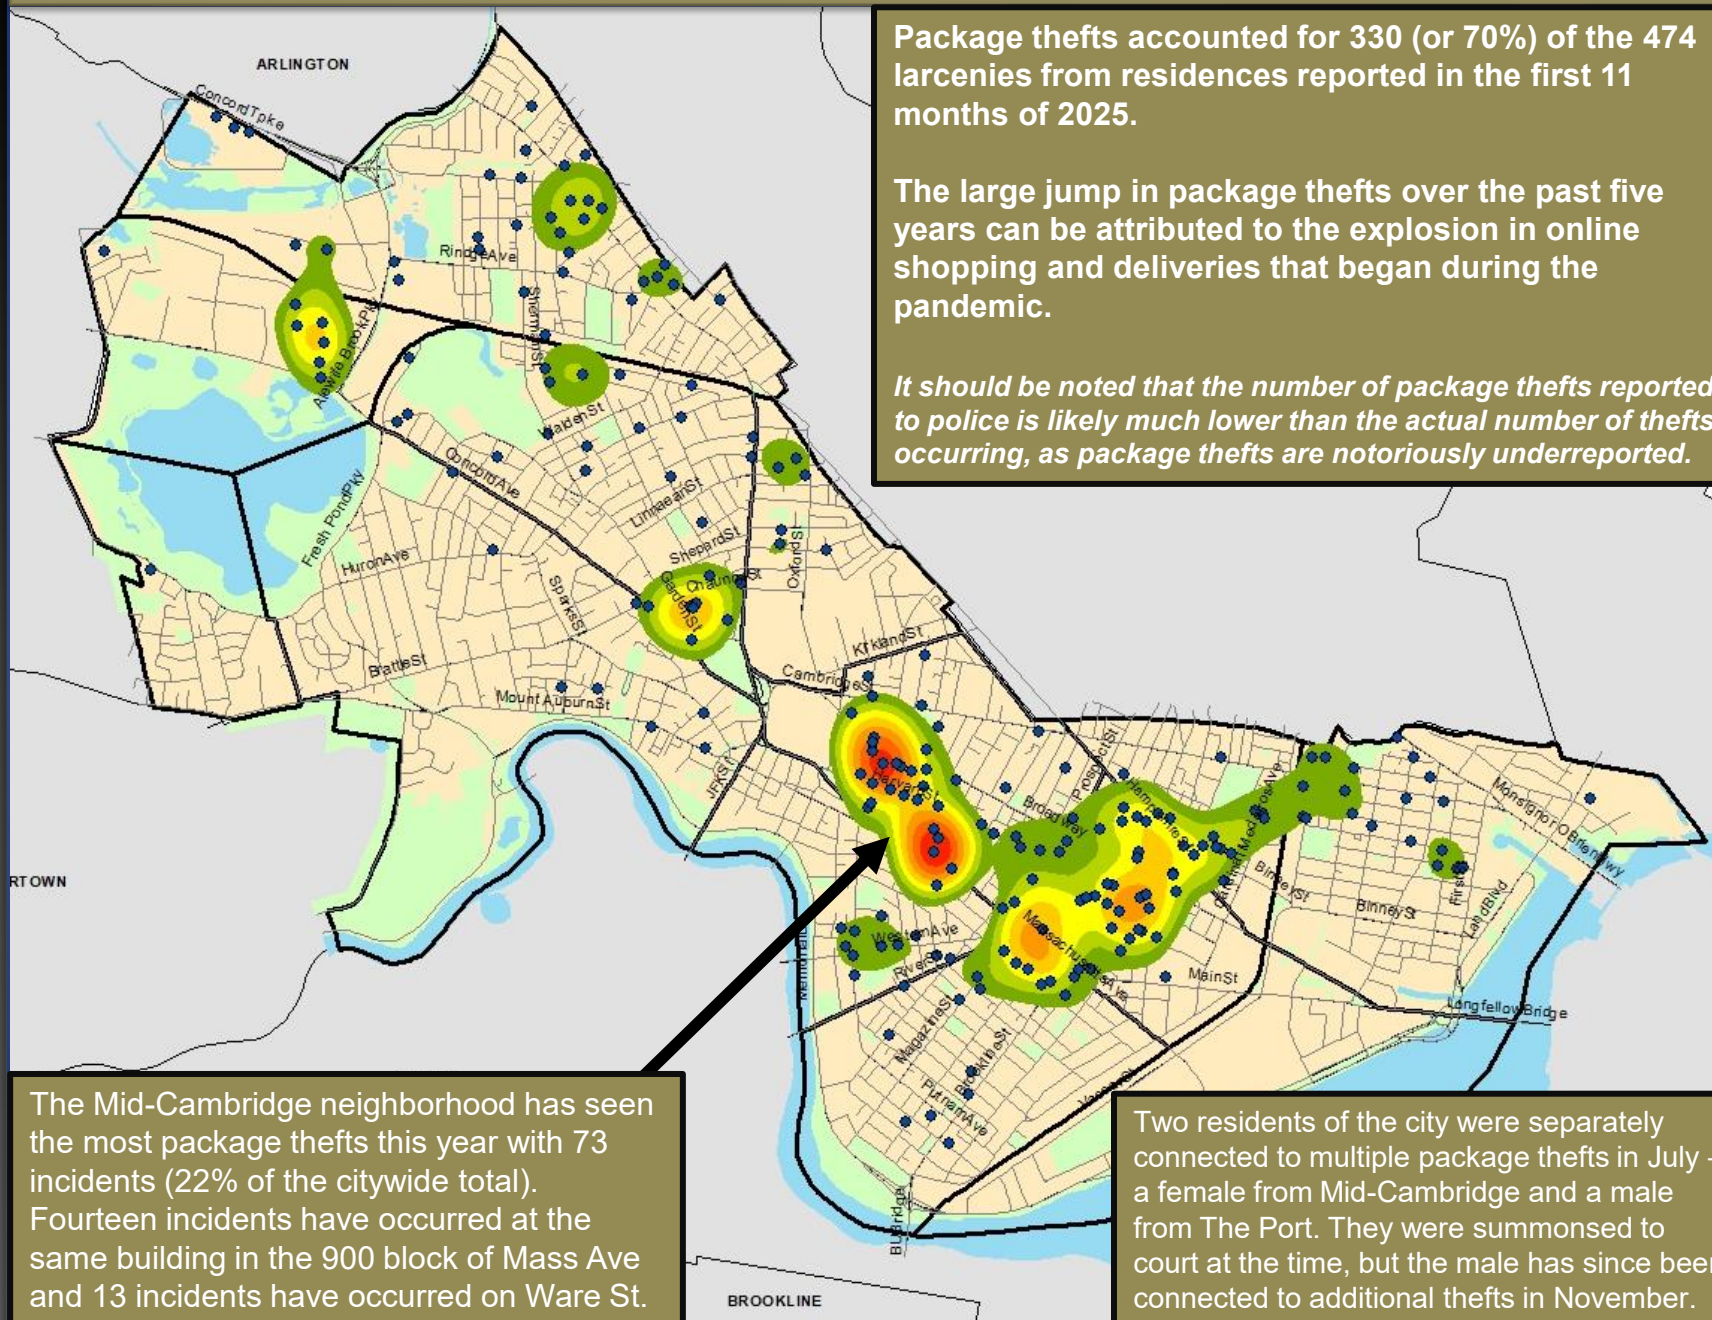 Package thefts accounted for 330 (or 70%) of the 474
larcenies from residences reported in the first 11
months of 2025.
The large jump in package thefts over the past five
years can be attributed to the explosion in online
shopping and deliveries that began during the
pandemic.
It should be noted that the number of package thefts reported
to police is likely much lower than the actual number of thefts
occurring, as package thefts are notoriously underreported.
ARLINGTON
Concord Tpke
Ridge Ave
Sherman St
Alewife Brook Pky
Walden St
Concord Ave
Linnaean St
Fresh Pond Pky
Shepard St
Huron Ave
Chauncy St
Oxford St
Garden St
Sparks St
Kirkland St
Brattle St
Cambridge St
Mount Auburn St
JFK St
Harvard St
Prospect St
Broadway
Hampshire St
Monsignor O'Brien Hwy
RTOWN
Binney St
Binney St
First
Land Blvd
Western Ave
Massachusetts Ave
River St
Main St
Longfellow Bridge
Magazine St
Brookline St
Putnam Ave
BU Bridge
BROOKLINE
The Mid-Cambridge neighborhood has seen
the most package thefts this year with 73
incidents (22% of the citywide total).
Fourteen incidents have occurred at the
same building in the 900 block of Mass Ave
and 13 incidents have occurred on Ware St.
Two residents of the city were separately
connected to multiple package thefts in July -
a female from Mid-Cambridge and a male
from The Port. They were summonsed to
court at the time, but the male has since been
connected to additional thefts in November.